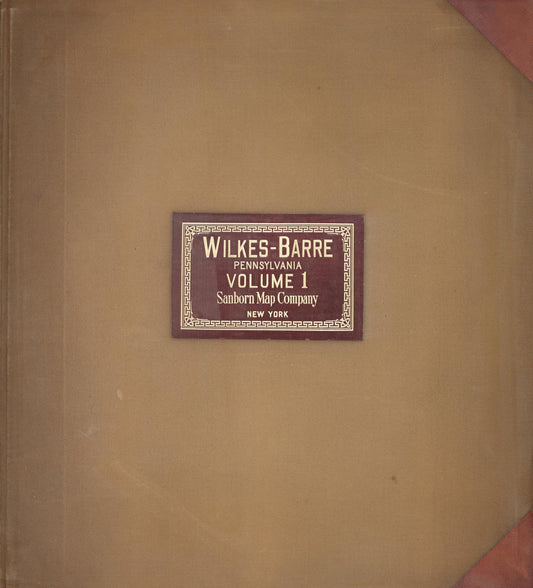 WILKES-BARRE
PENNSYLVANIA
VOLUME 1
Sanborn Map Company
NEW YORK